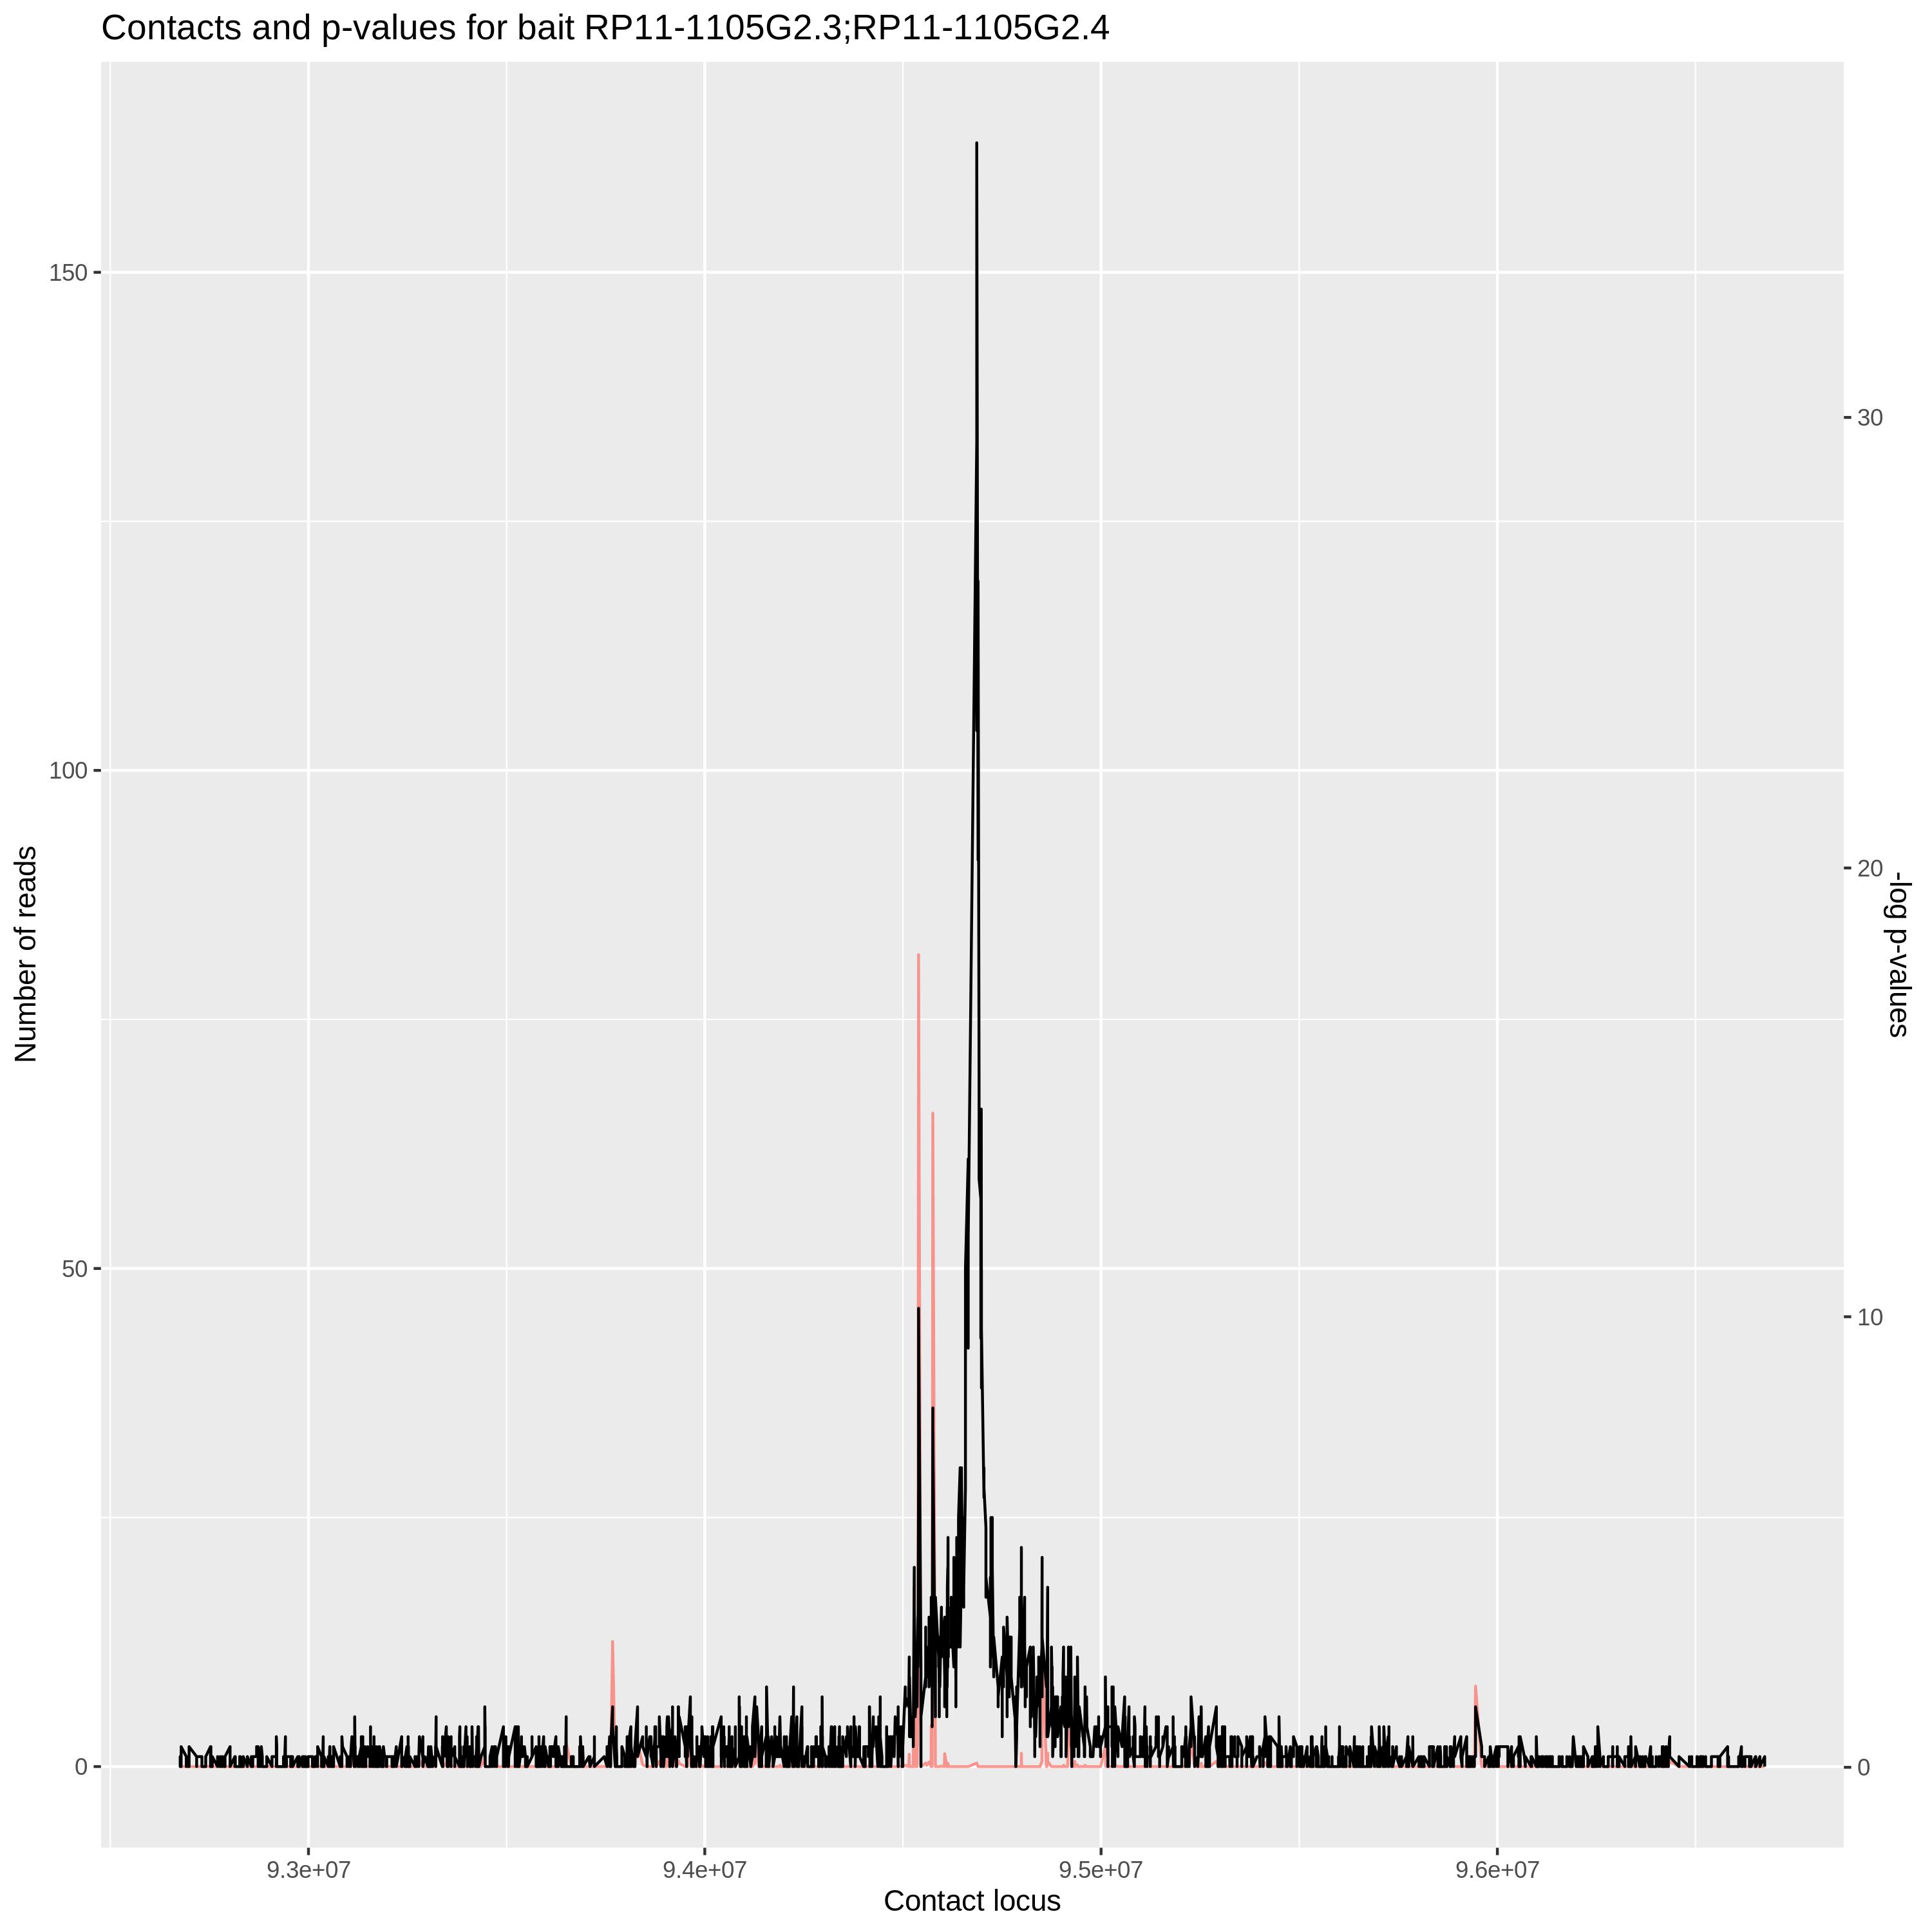 Contacts and p-values for bait RP11-1105G2.3;RP11-1105G2.4
150
100
50
0
Number of reads
30
20
10
0
-log p-values
9.3e+07
9.4e+07
9.5e+07
9.6e+07
Contact locus